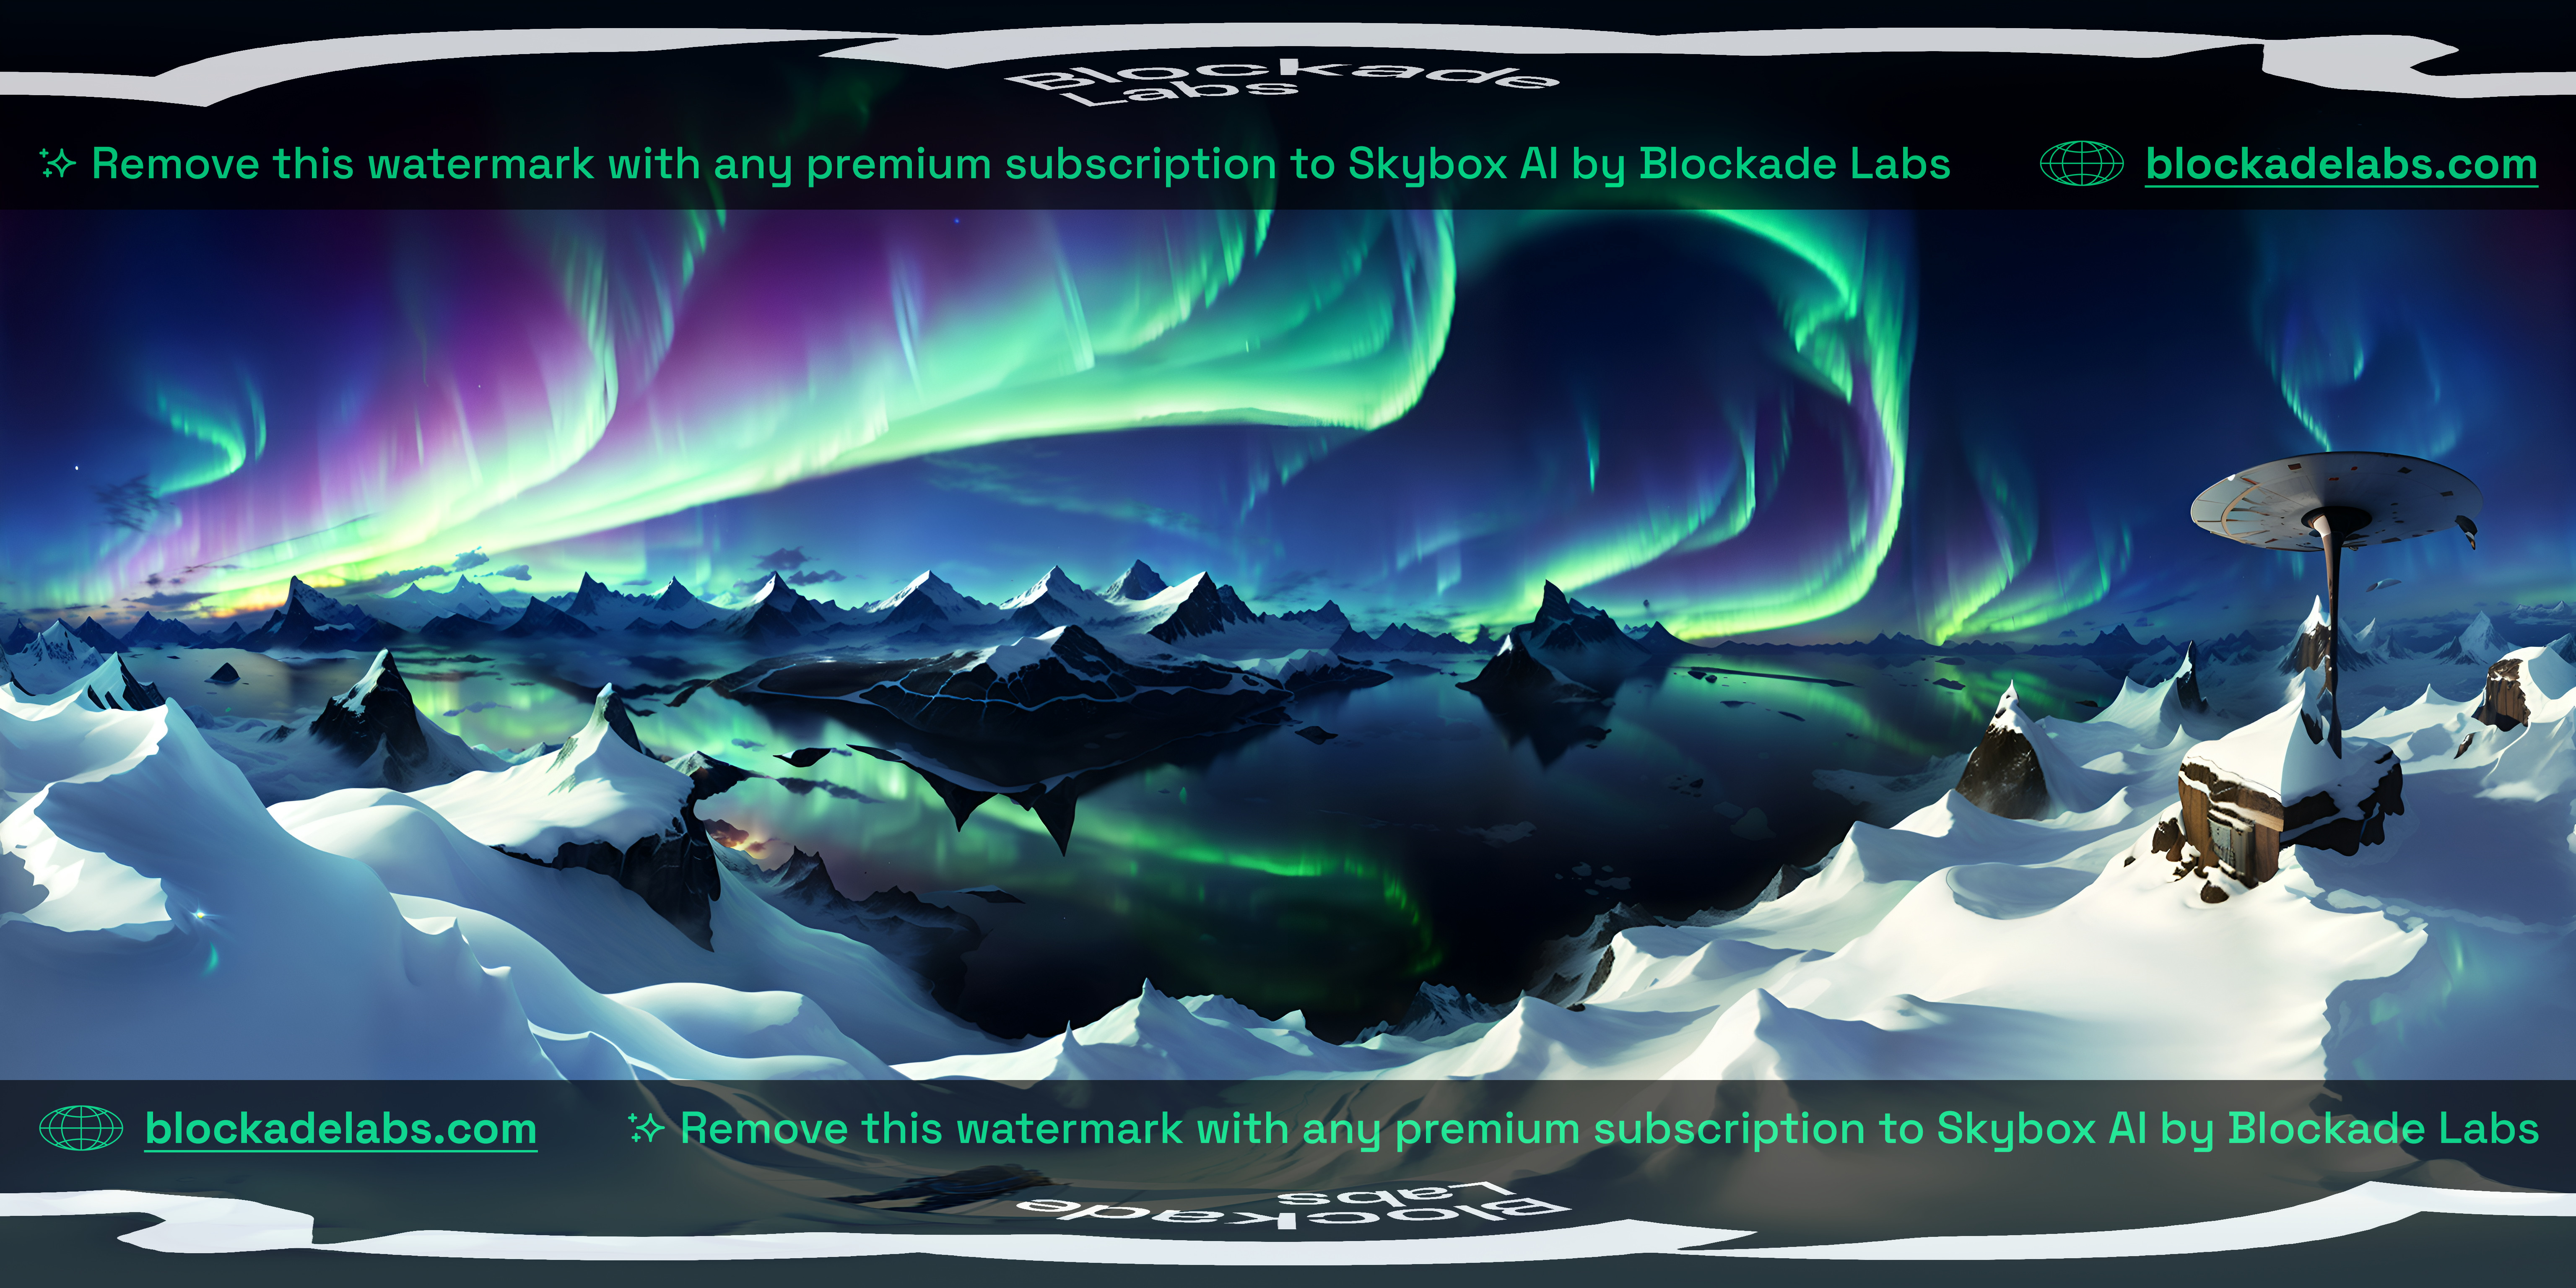 Blockade
Labs
Remove this watermark with any premium subscription to Skybox AI by Blockade Labs
blockadelabs.com
blockadelabs.com
Remove this watermark with any premium subscription to Skybox AI by Blockade Labs
Labs
Blockade